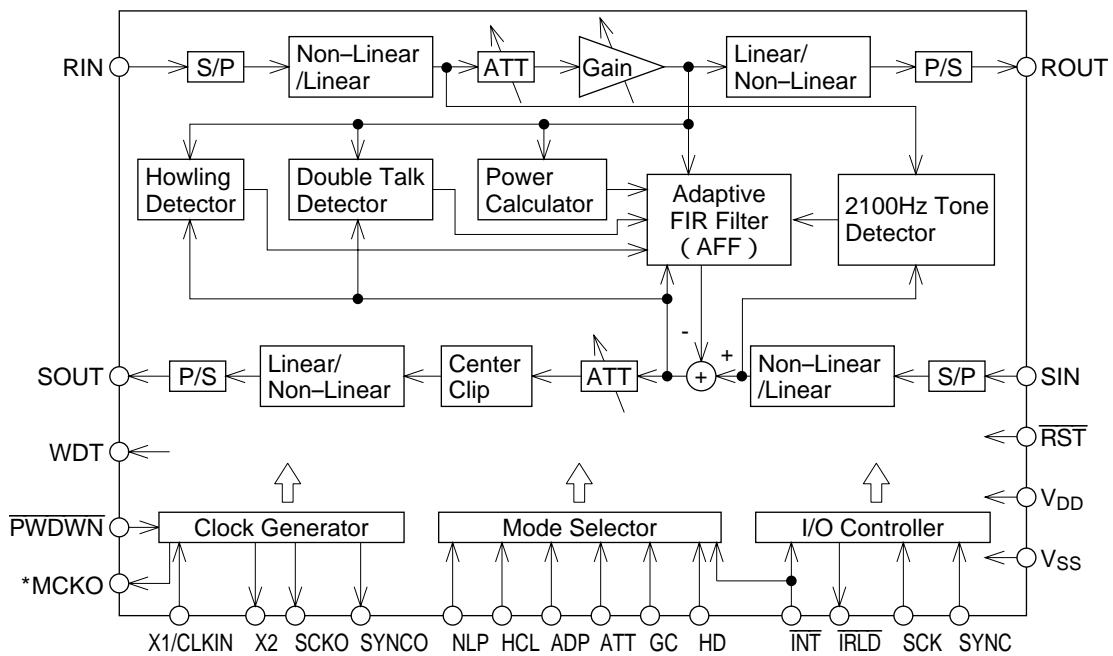 RIN
S/P
Non–Linear
/Linear
ATT
Gain
Linear/
Non–Linear
P/S
ROUT
Howling
Detector
Double Talk
Detector
Power
Calculator
Adaptive
FIR Filter
( AFF )
2100Hz Tone
Detector
-
+
SOUT
P/S
Linear/
Non–Linear
Center
Clip
ATT
+
Non–Linear
/Linear
S/P
SIN
WDT
RST
VDD
VSS
PWDWN
Clock Generator
Mode Selector
I/O Controller
*MCKO
X1/CLKIN
X2
SCKO
SYNCO
NLP
HCL
ADP
ATT
GC
HD
INT
IRLD
SCK
SYNC